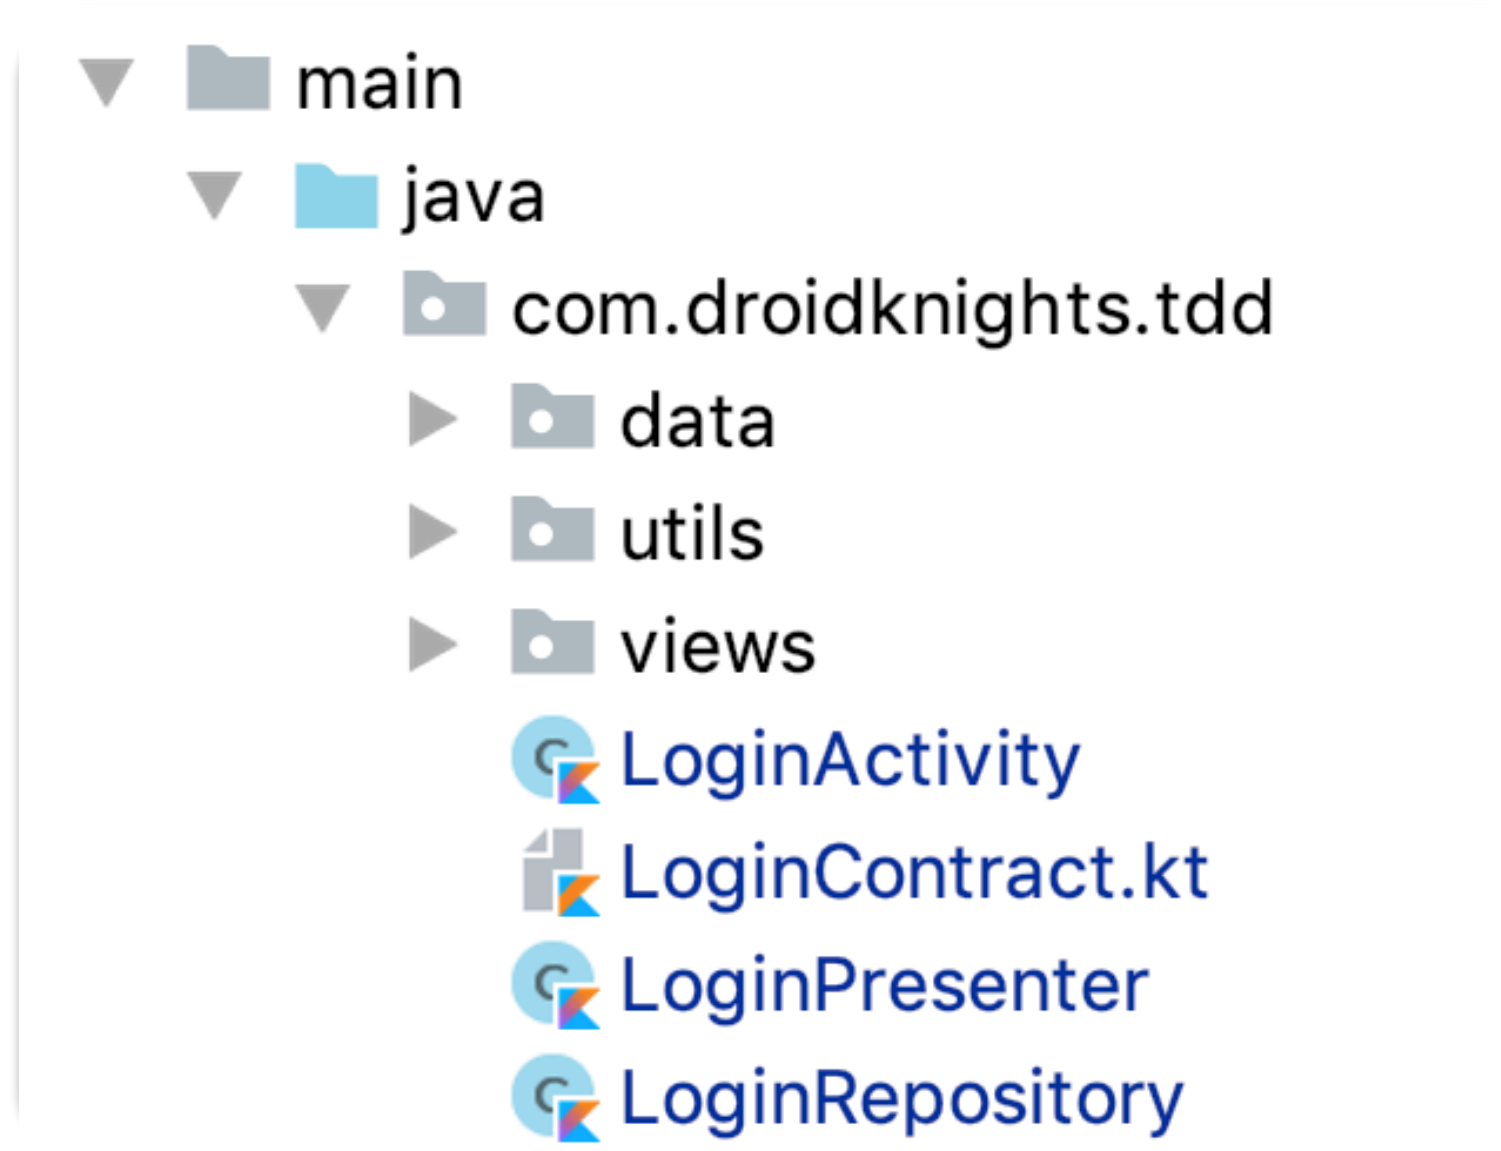 main
java
com.droidknights.tdd
data
utils
views
LoginActivity
LoginContract.kt
LoginPresenter
LoginRepository